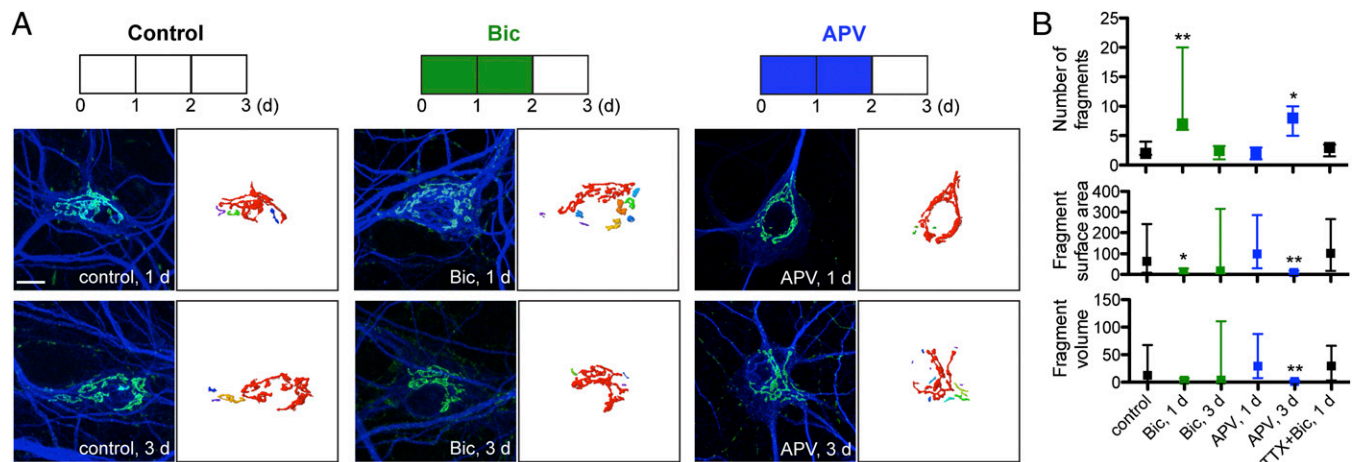 A
Control
Bic
APV
0 1 2 3 (d)
0 1 2 3 (d)
0 1 2 3 (d)
control, 1 d
Bic, 1 d
APV, 1 d
control, 3 d
Bic, 3 d
APV, 3 d
B
Number of
fragments
25
20
15
10
5
0
**
*
Fragment
surface area
400
300
200
100
0
*
**
Fragment
volume
150
100
50
0
**
control
Bic, 1 d
Bic, 3 d
APV, 1 d
APV, 3 d
TTX+Bic, 1 d